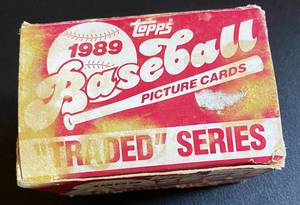 TOPPS
1989
Baseball
PICTURE CARDS
"TRADED" SERIES